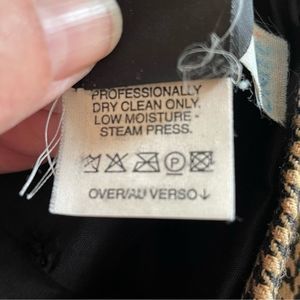 PROFESSIONALLY
DRY CLEAN ONLY.
LOW MOISTURE -
STEAM PRESS.
P
OVER/AU VERSO↓